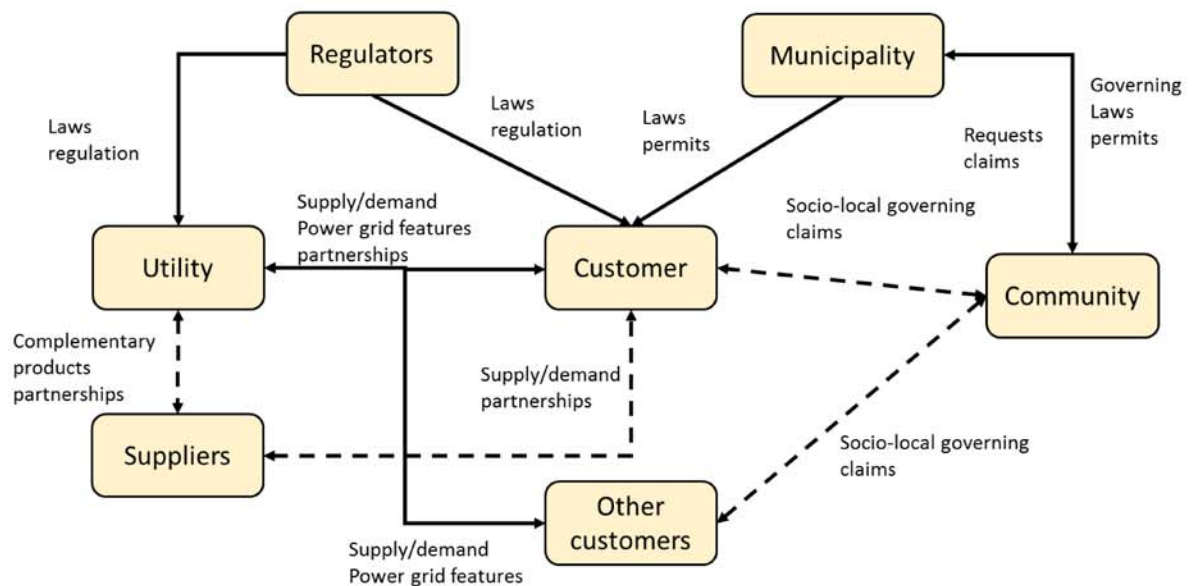 Regulators
Municipality
Laws
regulation
Laws
regulation
Laws
permits
Requests
claims
Governing
Laws
permits
Supply/demand
Power grid features
partnerships
Socio-local governing
claims
Utility
Customer
Community
Complementary
products
partnerships
Supply/demand
partnerships
Suppliers
Socio-local governing
claims
Other
customers
Supply/demand
Power grid features